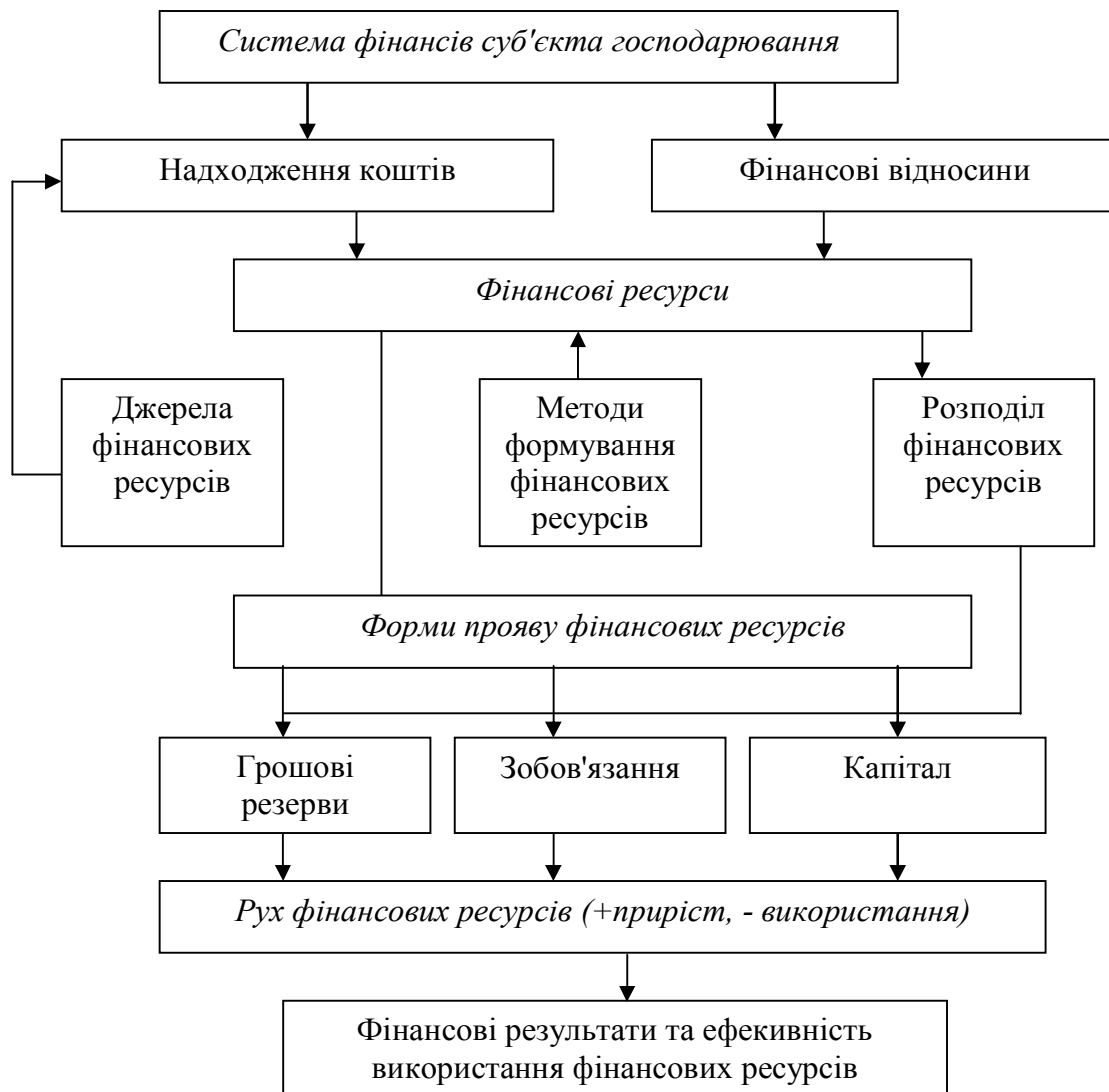 Система фінансів суб'єкта господарювання
Надходження коштів
Фінансові відносини
Фінансові ресурси
Джерела
фінансових
ресурсів
Методи
формування
фінансових
ресурсів
Розподіл
фінансових
ресурсів
Форми прояву фінансових ресурсів
Грошові
резерви
Зобов'язання
Капітал
Рух фінансових ресурсів (+приріст, - використання)
Фінансові результати та ефекивність
використання фінансових ресурсів